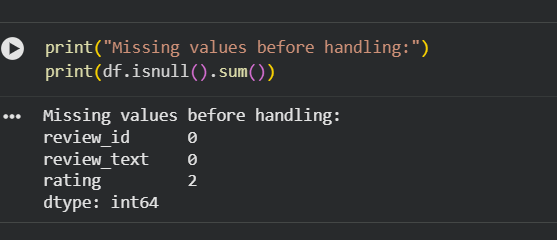 print("Missing values before handling:")
print(df.isnull().sum())
Missing values before handling:
review_id      0
review_text    0
rating         2
dtype: int64